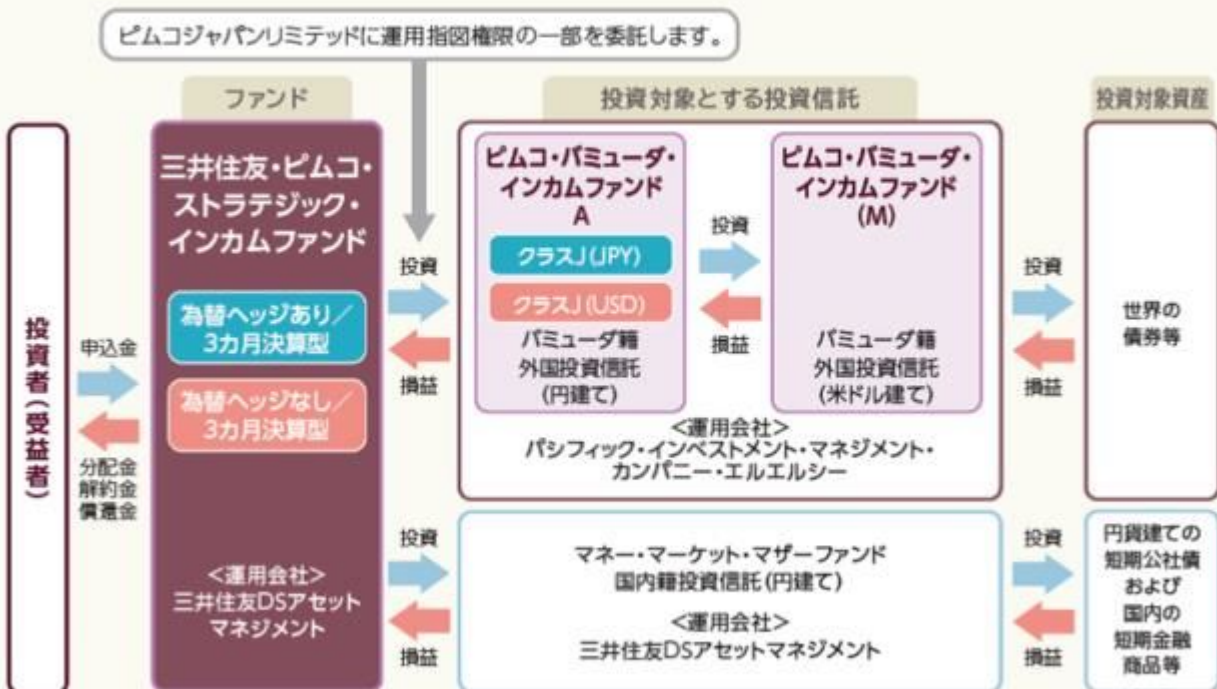 ピムコジャパンリミテッドに運用指図権限の一部を委託します。
ファンド
投資対象とする投資信託
投資対象資産
投資者(受益者)
申込金
分配金
解約金
償還金
三井住友・ピムコ・
ストラテジック・
インカムファンド
為替ヘッジあり／
3カ月決算型
為替ヘッジなし／
3カ月決算型
<運用会社>
三井住友DSアセット
マネジメント
投資
損益
ピムコ・バミューダ・
インカムファンド
A
クラスJ(JPY)
クラスJ(USD)
バミューダ籍
外国投資信託
(円建て)
投資
損益
ピムコ・バミューダ・
インカムファンド
(M)
バミューダ籍
外国投資信託
(米ドル建て)
<運用会社>
パシフィック・インベストメント・マネジメント・
カンパニー・エルエルシー
投資
損益
世界の
債券等
投資
損益
マネー・マーケット・マザーファンド
国内籍投資信託(円建て)
<運用会社>
三井住友DSアセットマネジメント
投資
損益
円貨建ての
短期公社債
および
国内の
短期金融
商品等